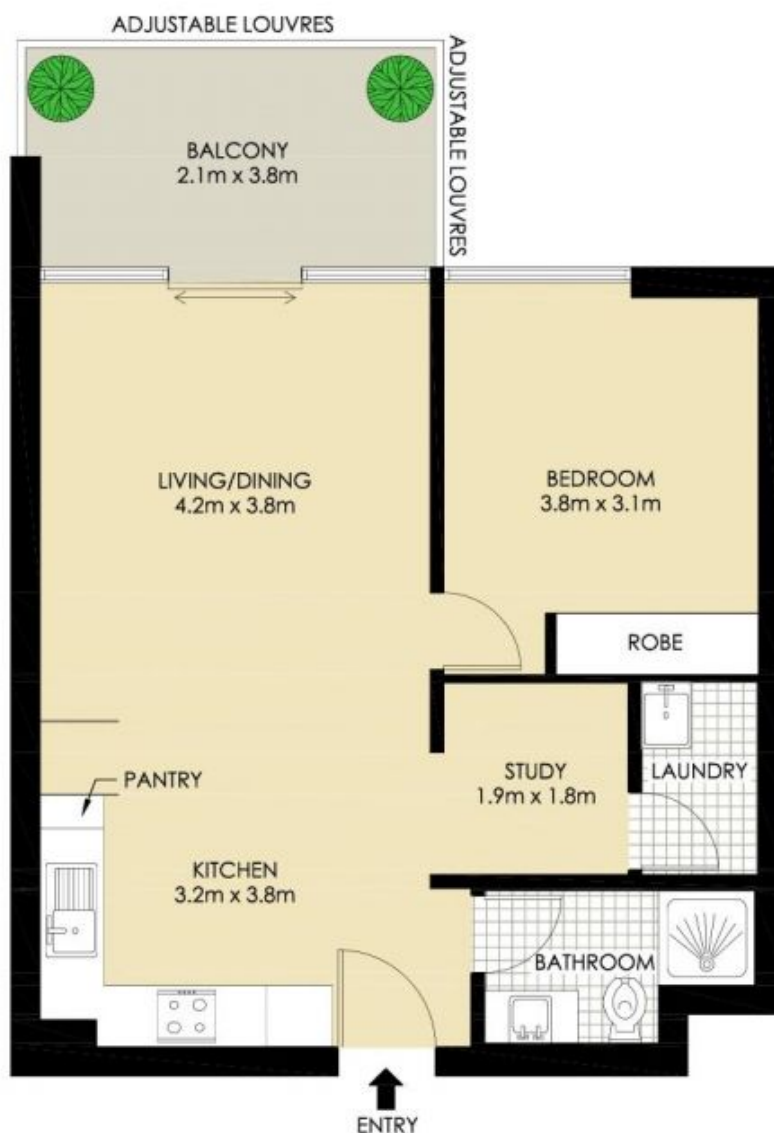 ADJUSTABLE LOUVRES
ADJUSTABLE LOUVRES
BALCONY
2.1m x 3.8m
LIVING/DINING
4.2m x 3.8m
BEDROOM
3.8m x 3.1m
ROBE
PANTRY
STUDY
1.9m x 1.8m
LAUNDRY
KITCHEN
3.2m x 3.8m
BATHROOM
ENTRY